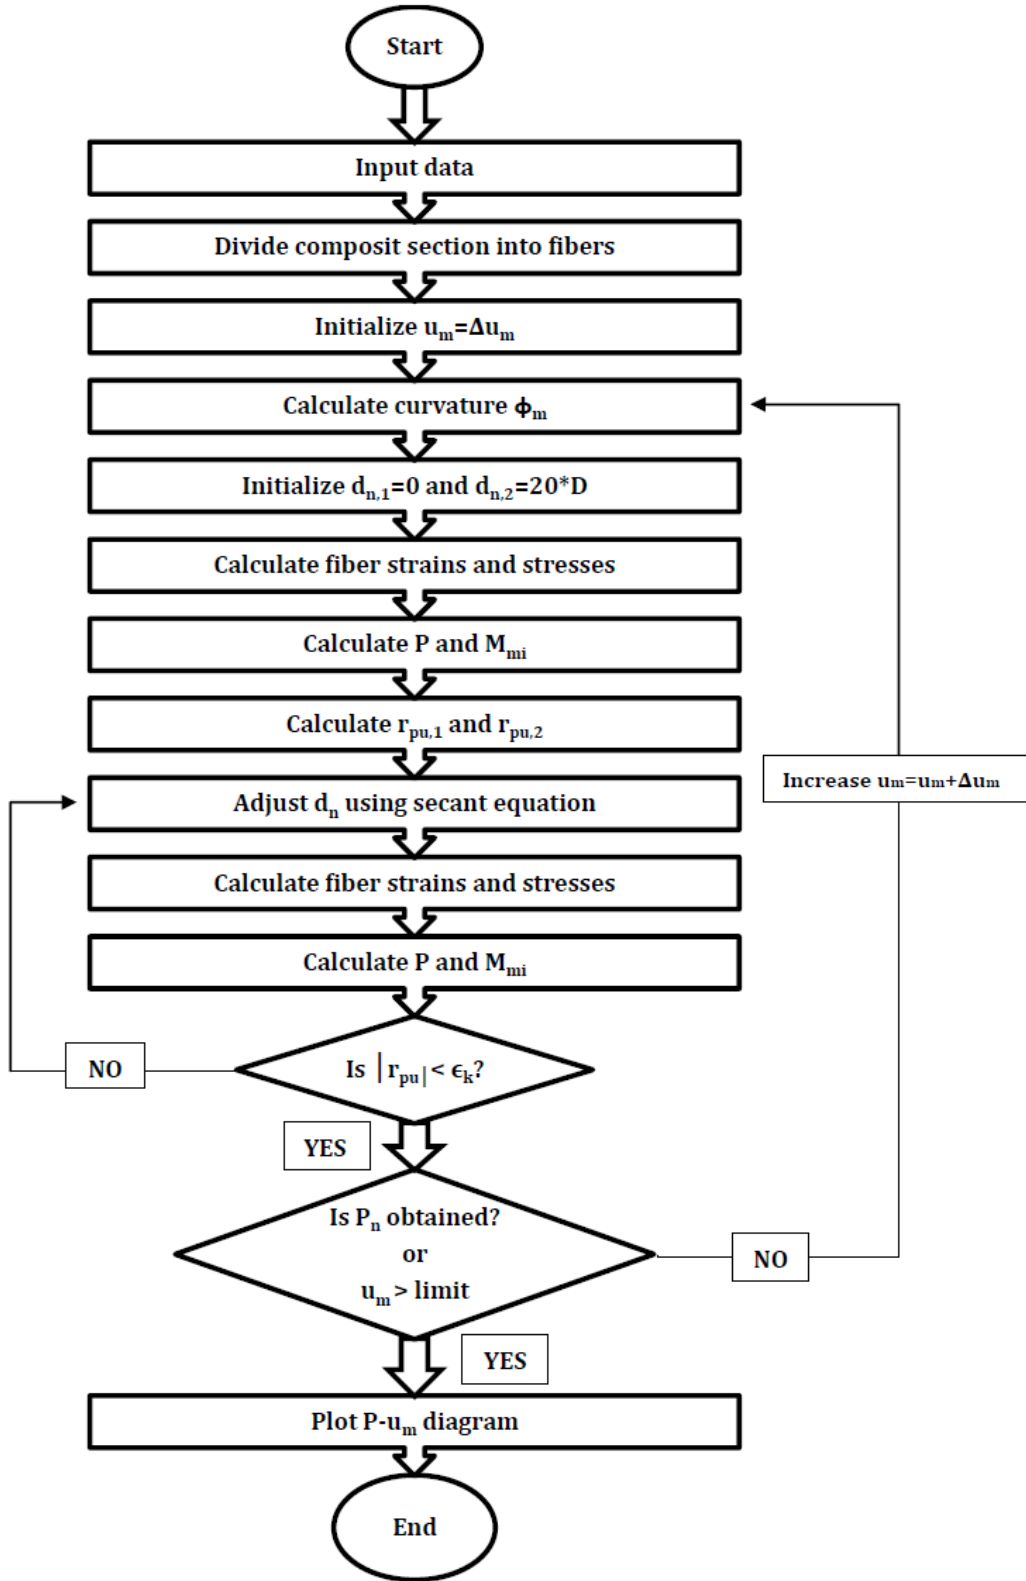 Start
Input data
Divide composit section into fibers
Initialize uₘ=Δuₘ
Calculate curvature ϕₘ
Initialize dₙ,₁=0 and dₙ,₂=20*D
Calculate fiber strains and stresses
Calculate P and Mₘᵢ
Calculate rₚᵤ,₁ and rₚᵤ,₂
Increase uₘ=uₘ+Δuₘ
Adjust dₙ using secant equation
Calculate fiber strains and stresses
Calculate P and Mₘᵢ
Is |rₚᵤ| < ϵₖ?
NO
YES
Is Pₙ obtained?
or
uₘ > limit
NO
YES
Plot P-uₘ diagram
End